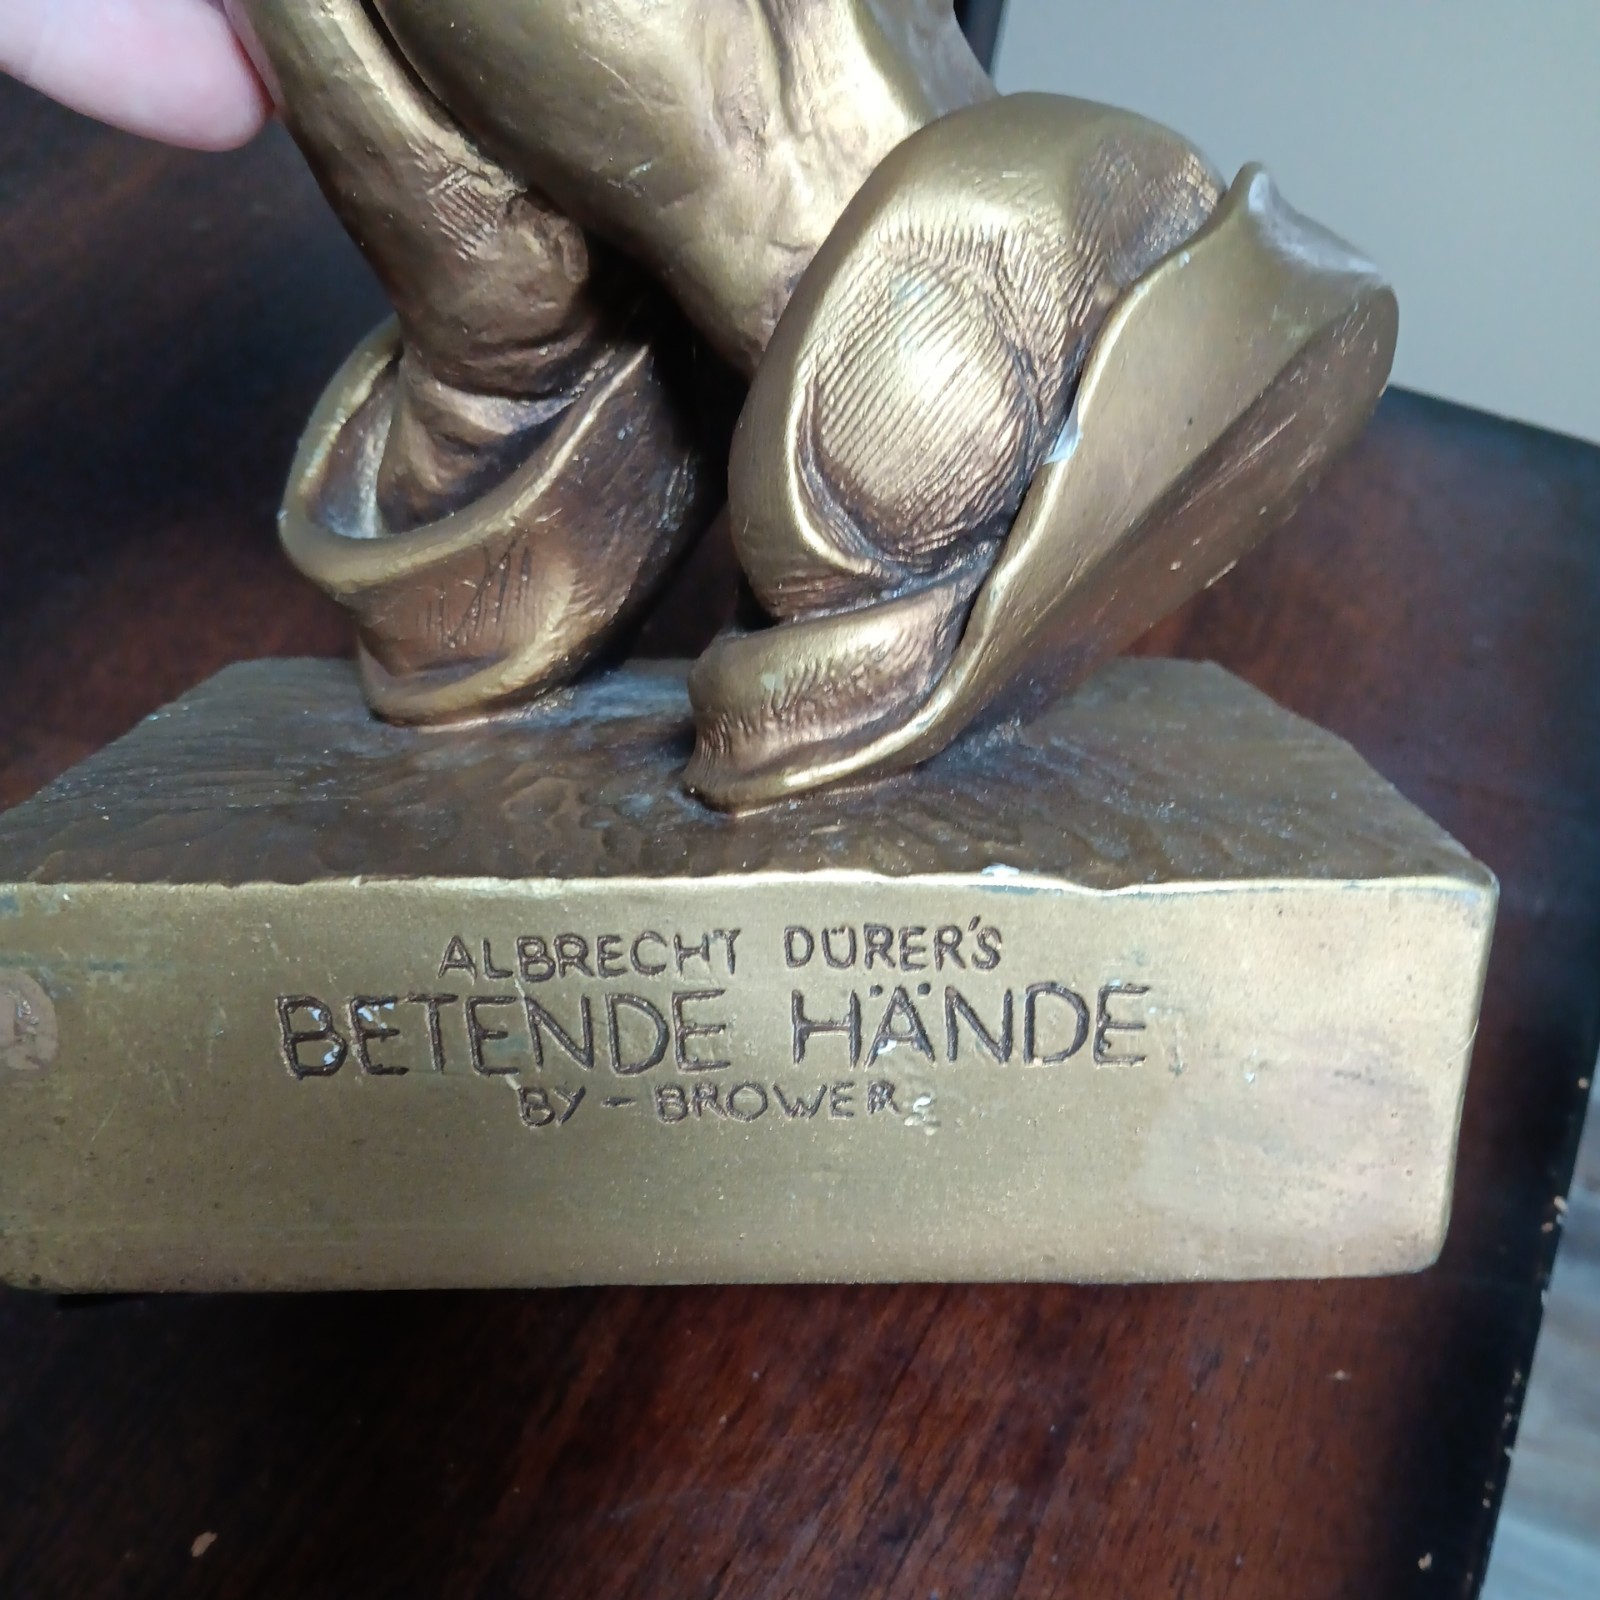 ALBRECHT DÜRER'S
BETENDE HÄNDE
BY - BROWER